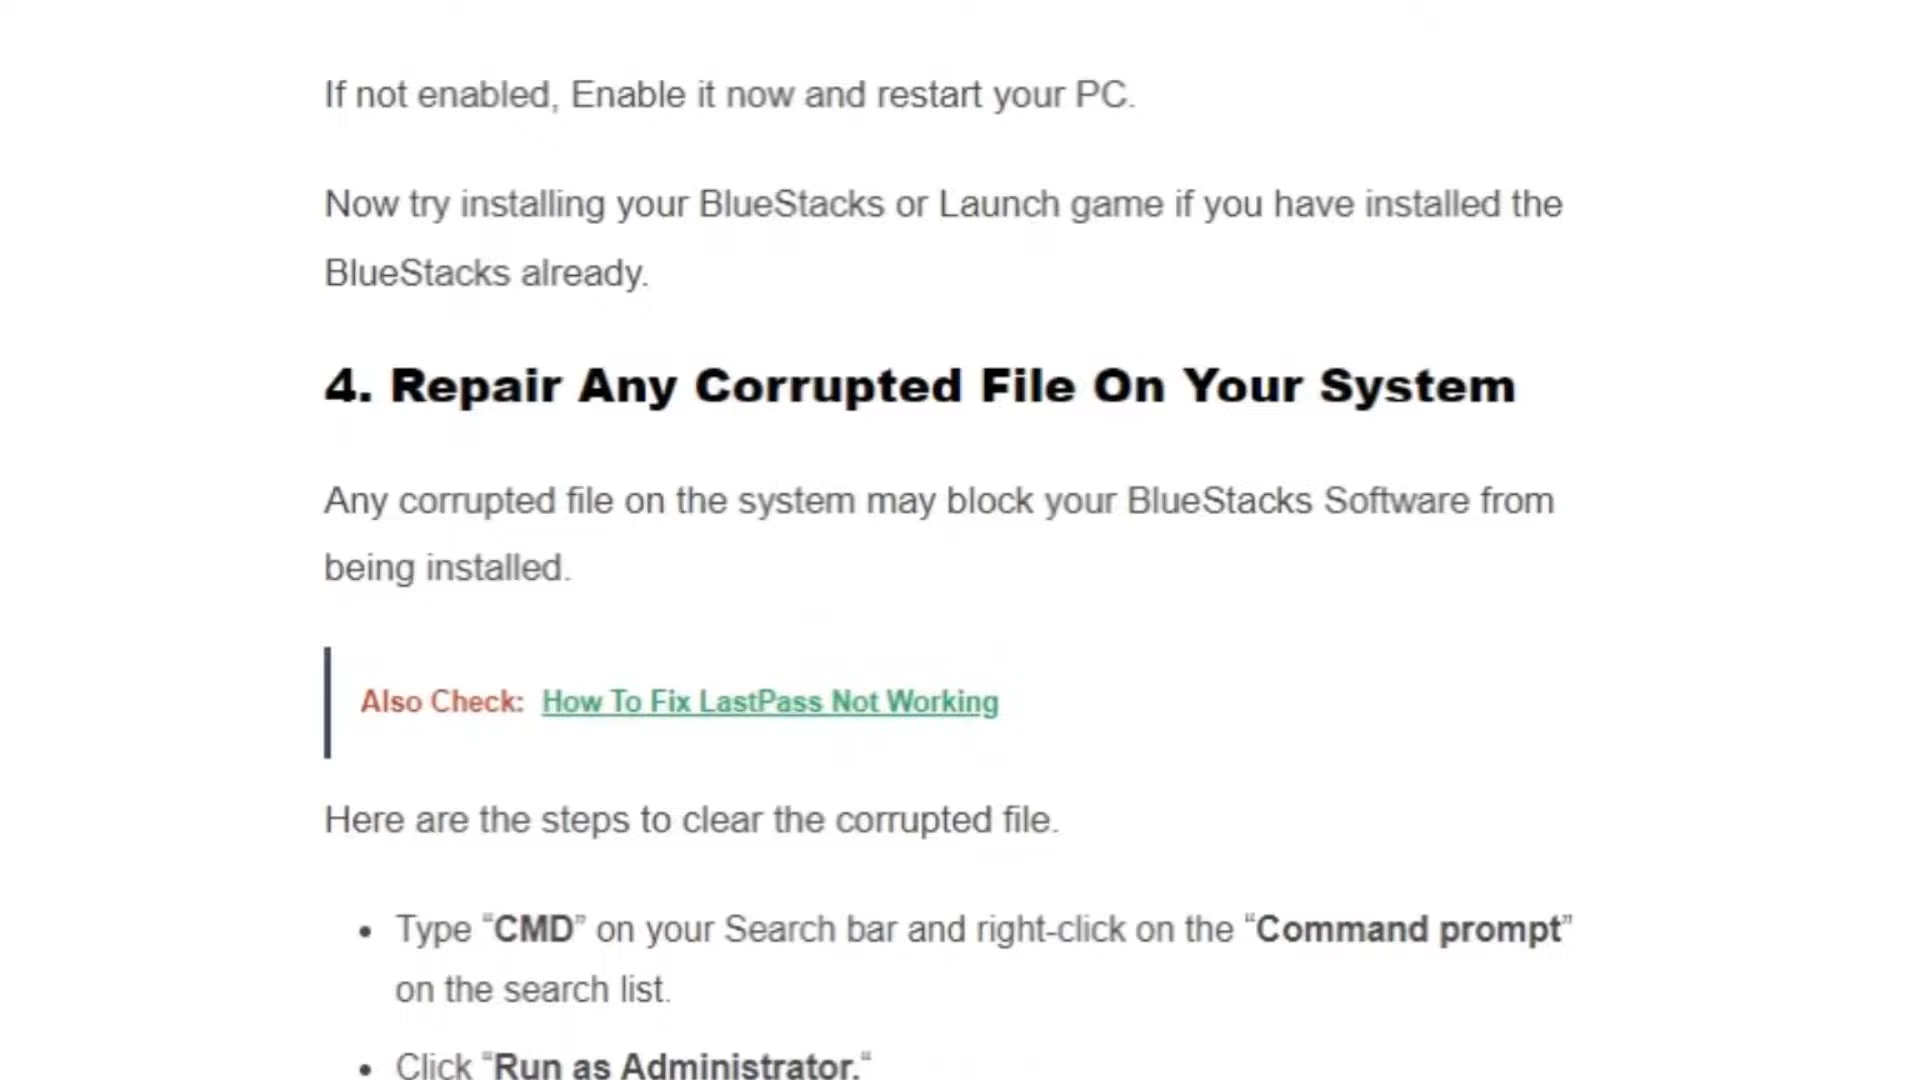 If not enabled, Enable it now and restart your PC.
Now try installing your BlueStacks or Launch game if you have installed the
BlueStacks already.
4. Repair Any Corrupted File On Your System
Any corrupted file on the system may block your BlueStacks Software from
being installed.
Also Check: How To Fix LastPass Not Working
Here are the steps to clear the corrupted file.
• Type “CMD” on your Search bar and right-click on the “Command prompt”
on the search list.
• Click “Run as Administrator.“